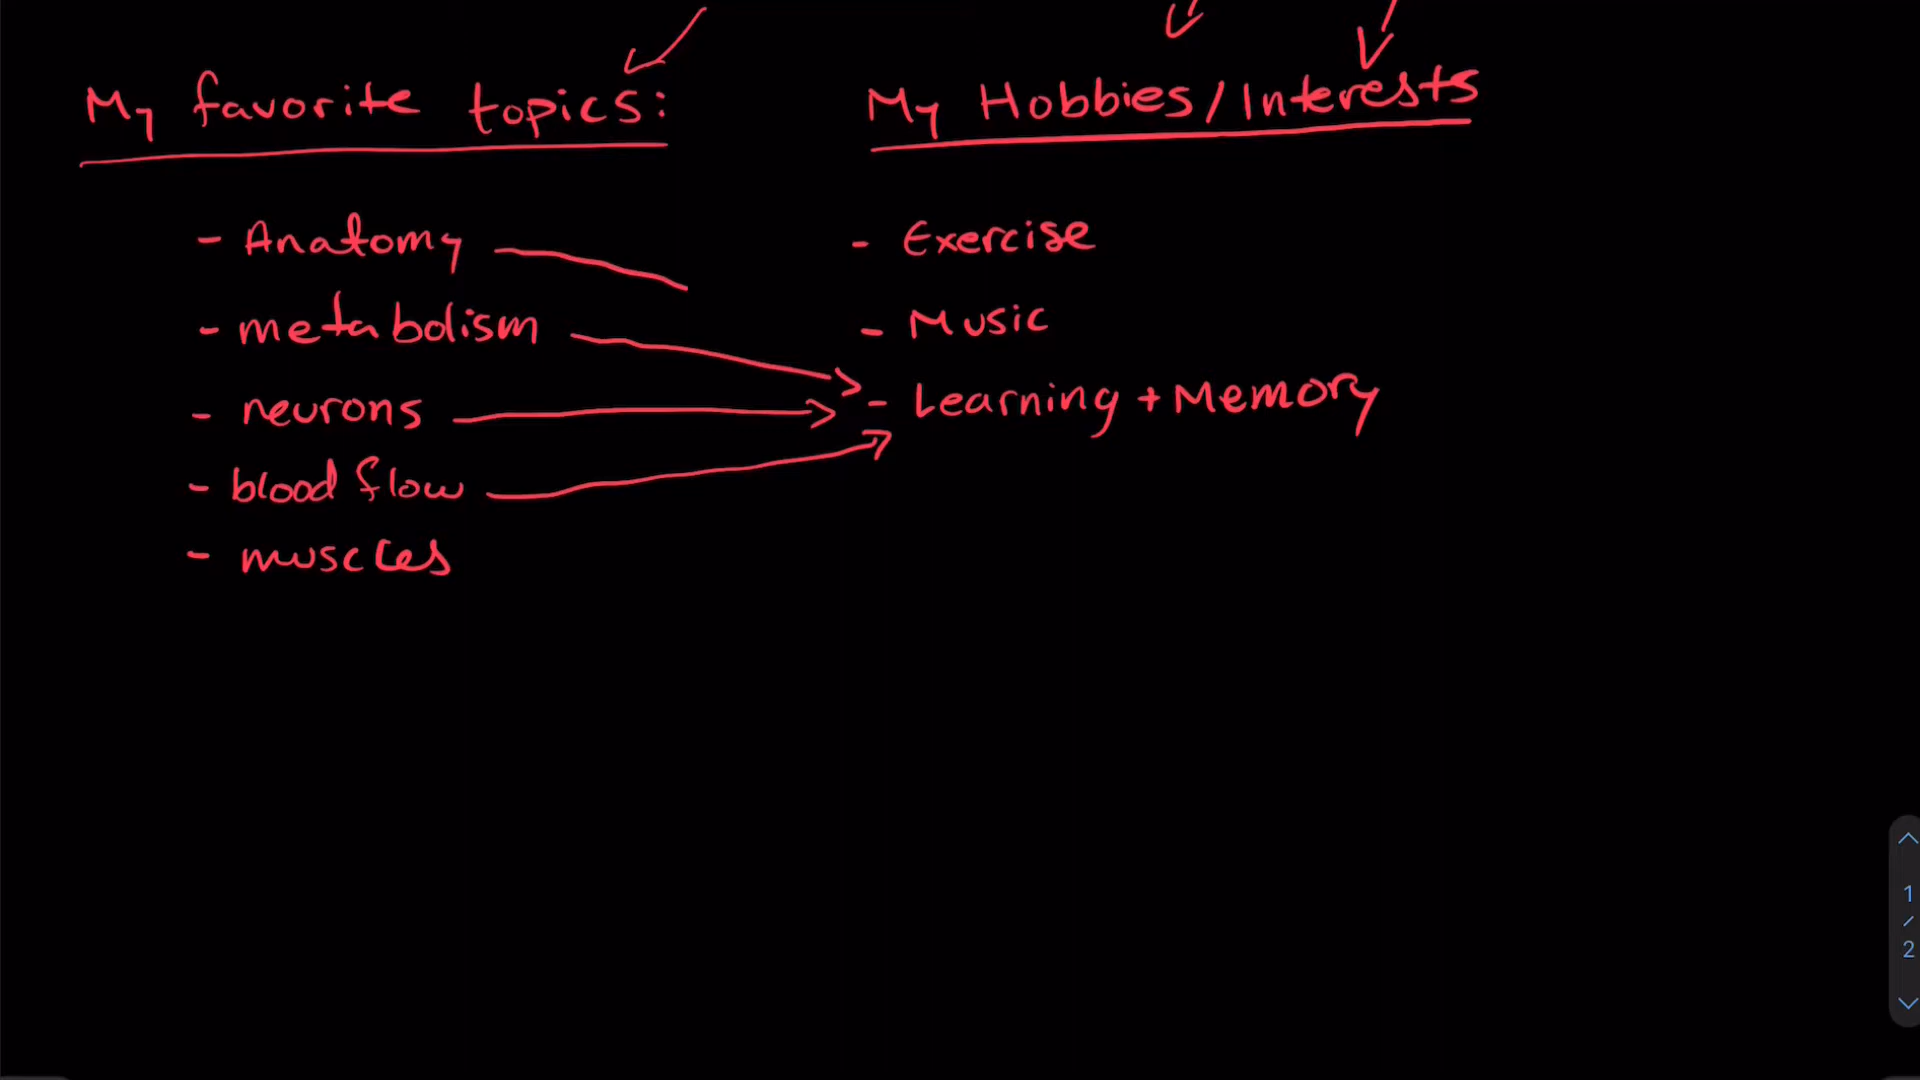 My favorite topics:
- Anatomy
- metabolism
- neurons
- blood flow
- muscles
My Hobbies/Interests
- Exercise
- Music
- Learning + Memory
1
/
2